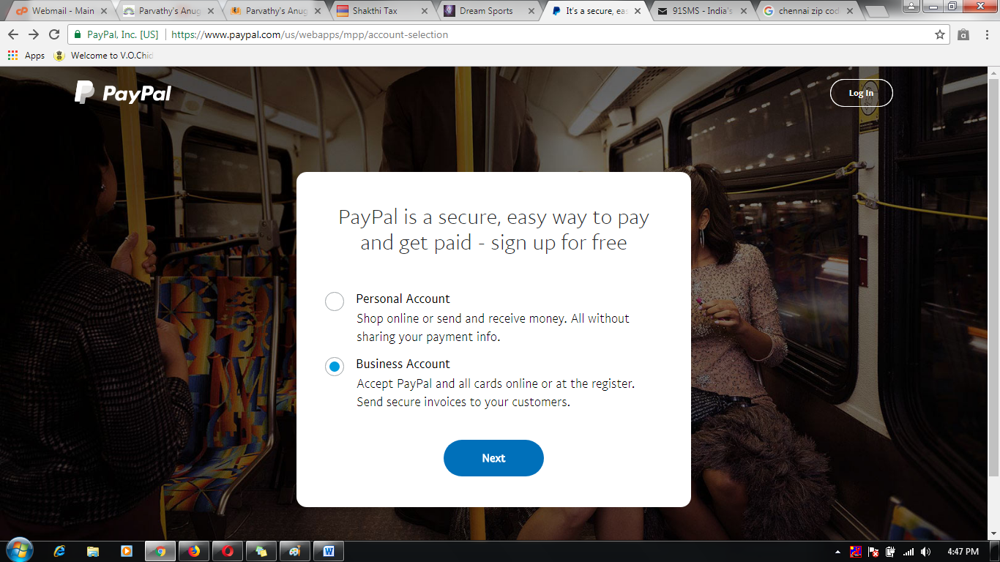 Webmail - Main
Parvathy's Anug
Parvathy's Anug
Shakthi Tax
Dream Sports
It's a secure, eas
91SMS - India's
chennai zip cod
PayPal, Inc. [US]
https://www.paypal.com/us/webapps/mpp/account-selection
Apps
Welcome to V.O.Chid
PayPal
Log In
PayPal is a secure, easy way to pay
and get paid - sign up for free
Personal Account
Shop online or send and receive money. All without
sharing your payment info.
Business Account
Accept PayPal and all cards online or at the register.
Send secure invoices to your customers.
Next
4:47 PM